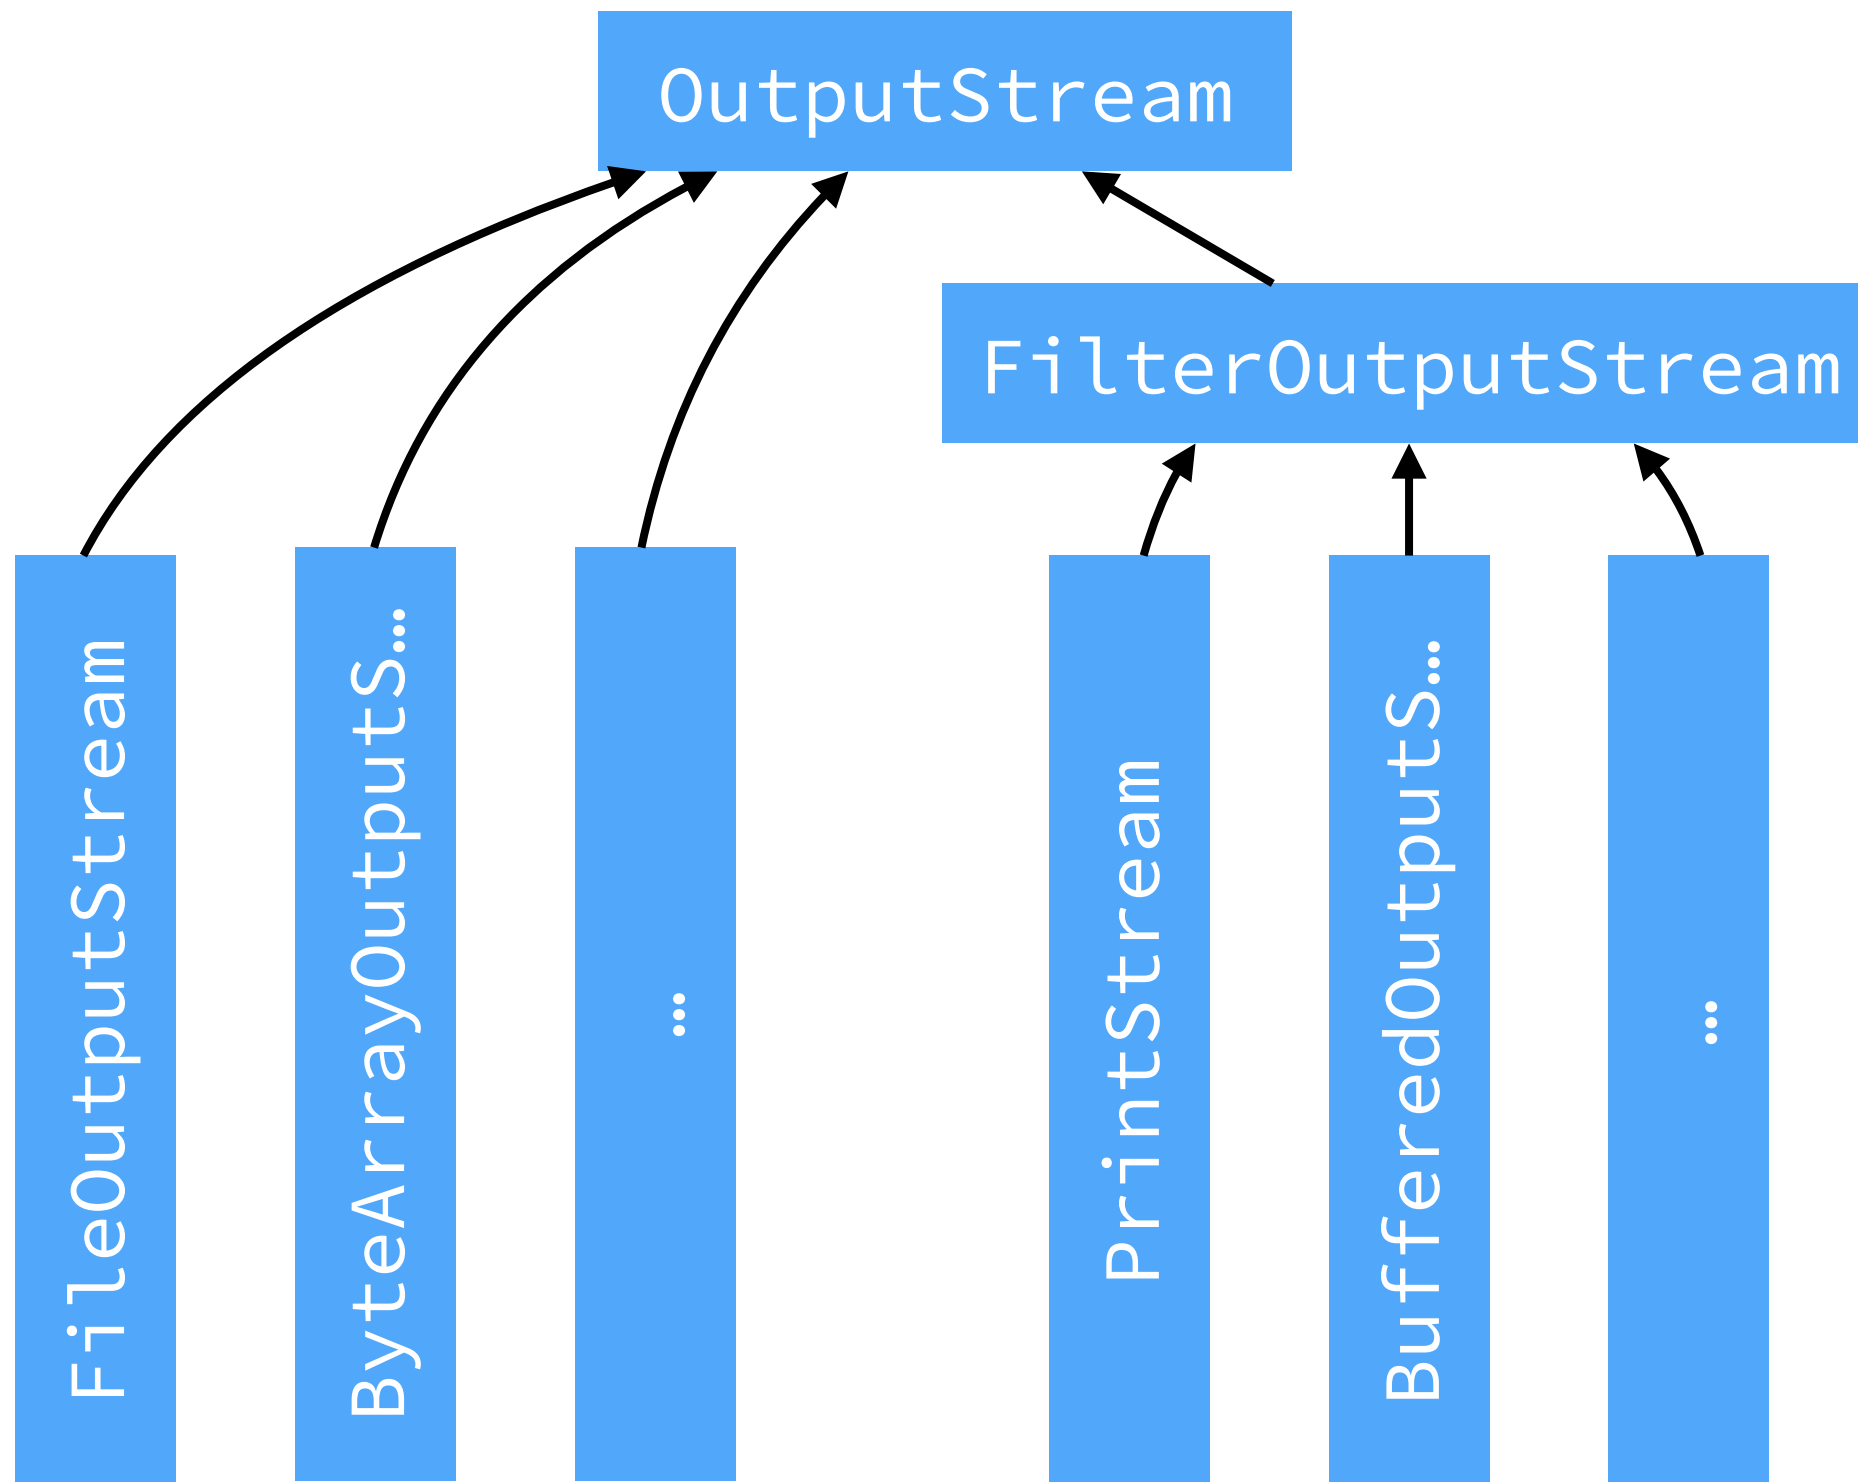 OutputStream
FilterOutputStream
FileOutputStream
ByteArrayOutputS…
…
PrintStream
BufferedOutputS…
…